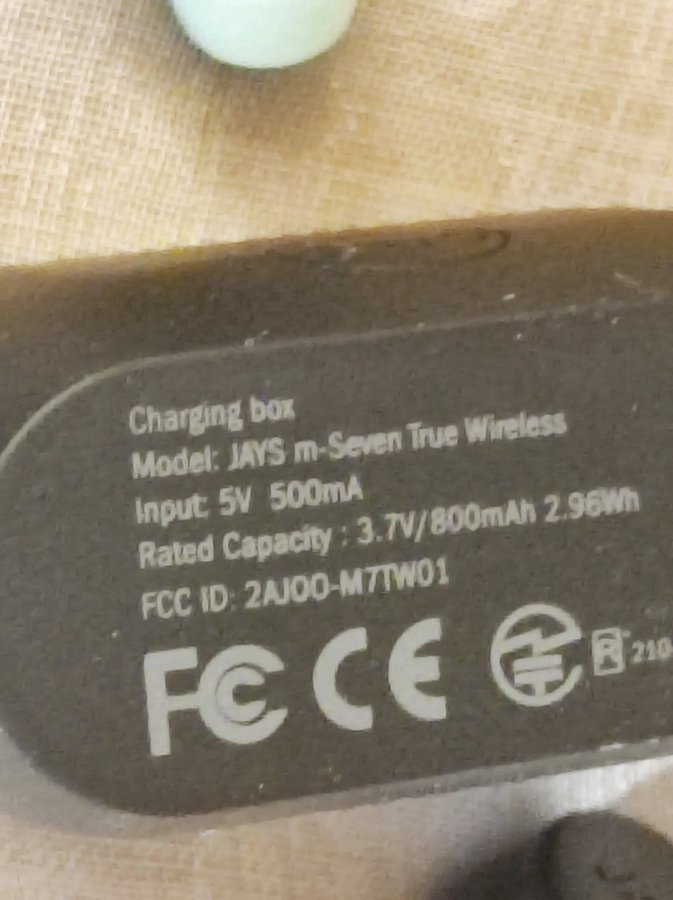 Charging box
Model: JAYS m-Seven True Wireless
Input: 5V 500mA
Rated Capacity : 3.7V/800mAh 2.96Wh
FCC ID: 2AJOO-M7TW01
FC CE R 210-